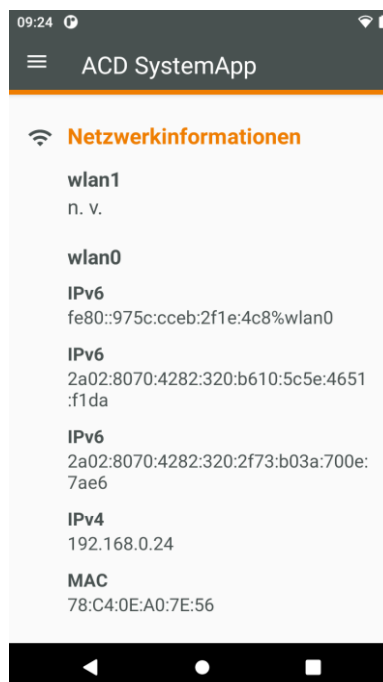 09:24
ACD SystemApp
Netzwerkinformationen
wlan1
n. v.
wlan0
IPv6
fe80::975c:cceb:2f1e:4c8%wlan0
IPv6
2a02:8070:4282:320:b610:5c5e:4651
:f1da
IPv6
2a02:8070:4282:320:2f73:b03a:700e:
7ae6
IPv4
192.168.0.24
MAC
78:C4:0E:A0:7E:56